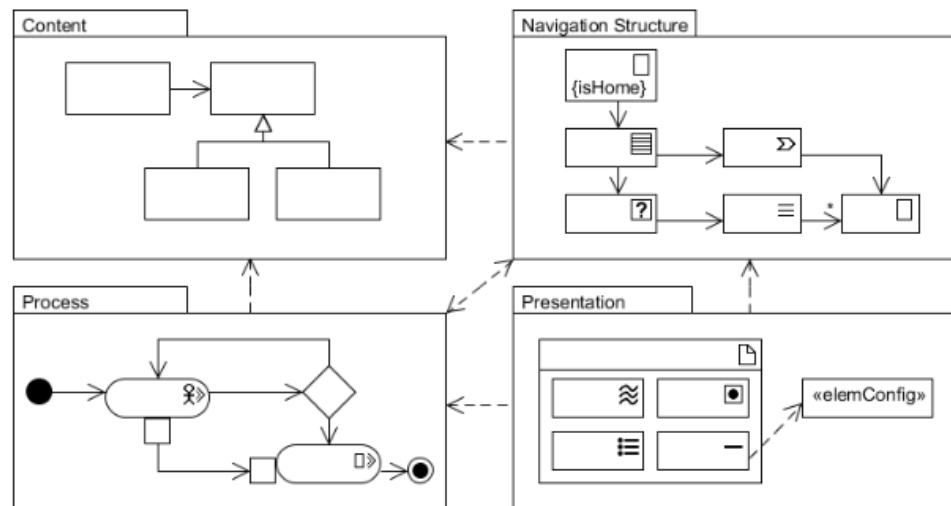 Content
Navigation Structure
{isHome}
?
*
Process
Presentation
«elemConfig»